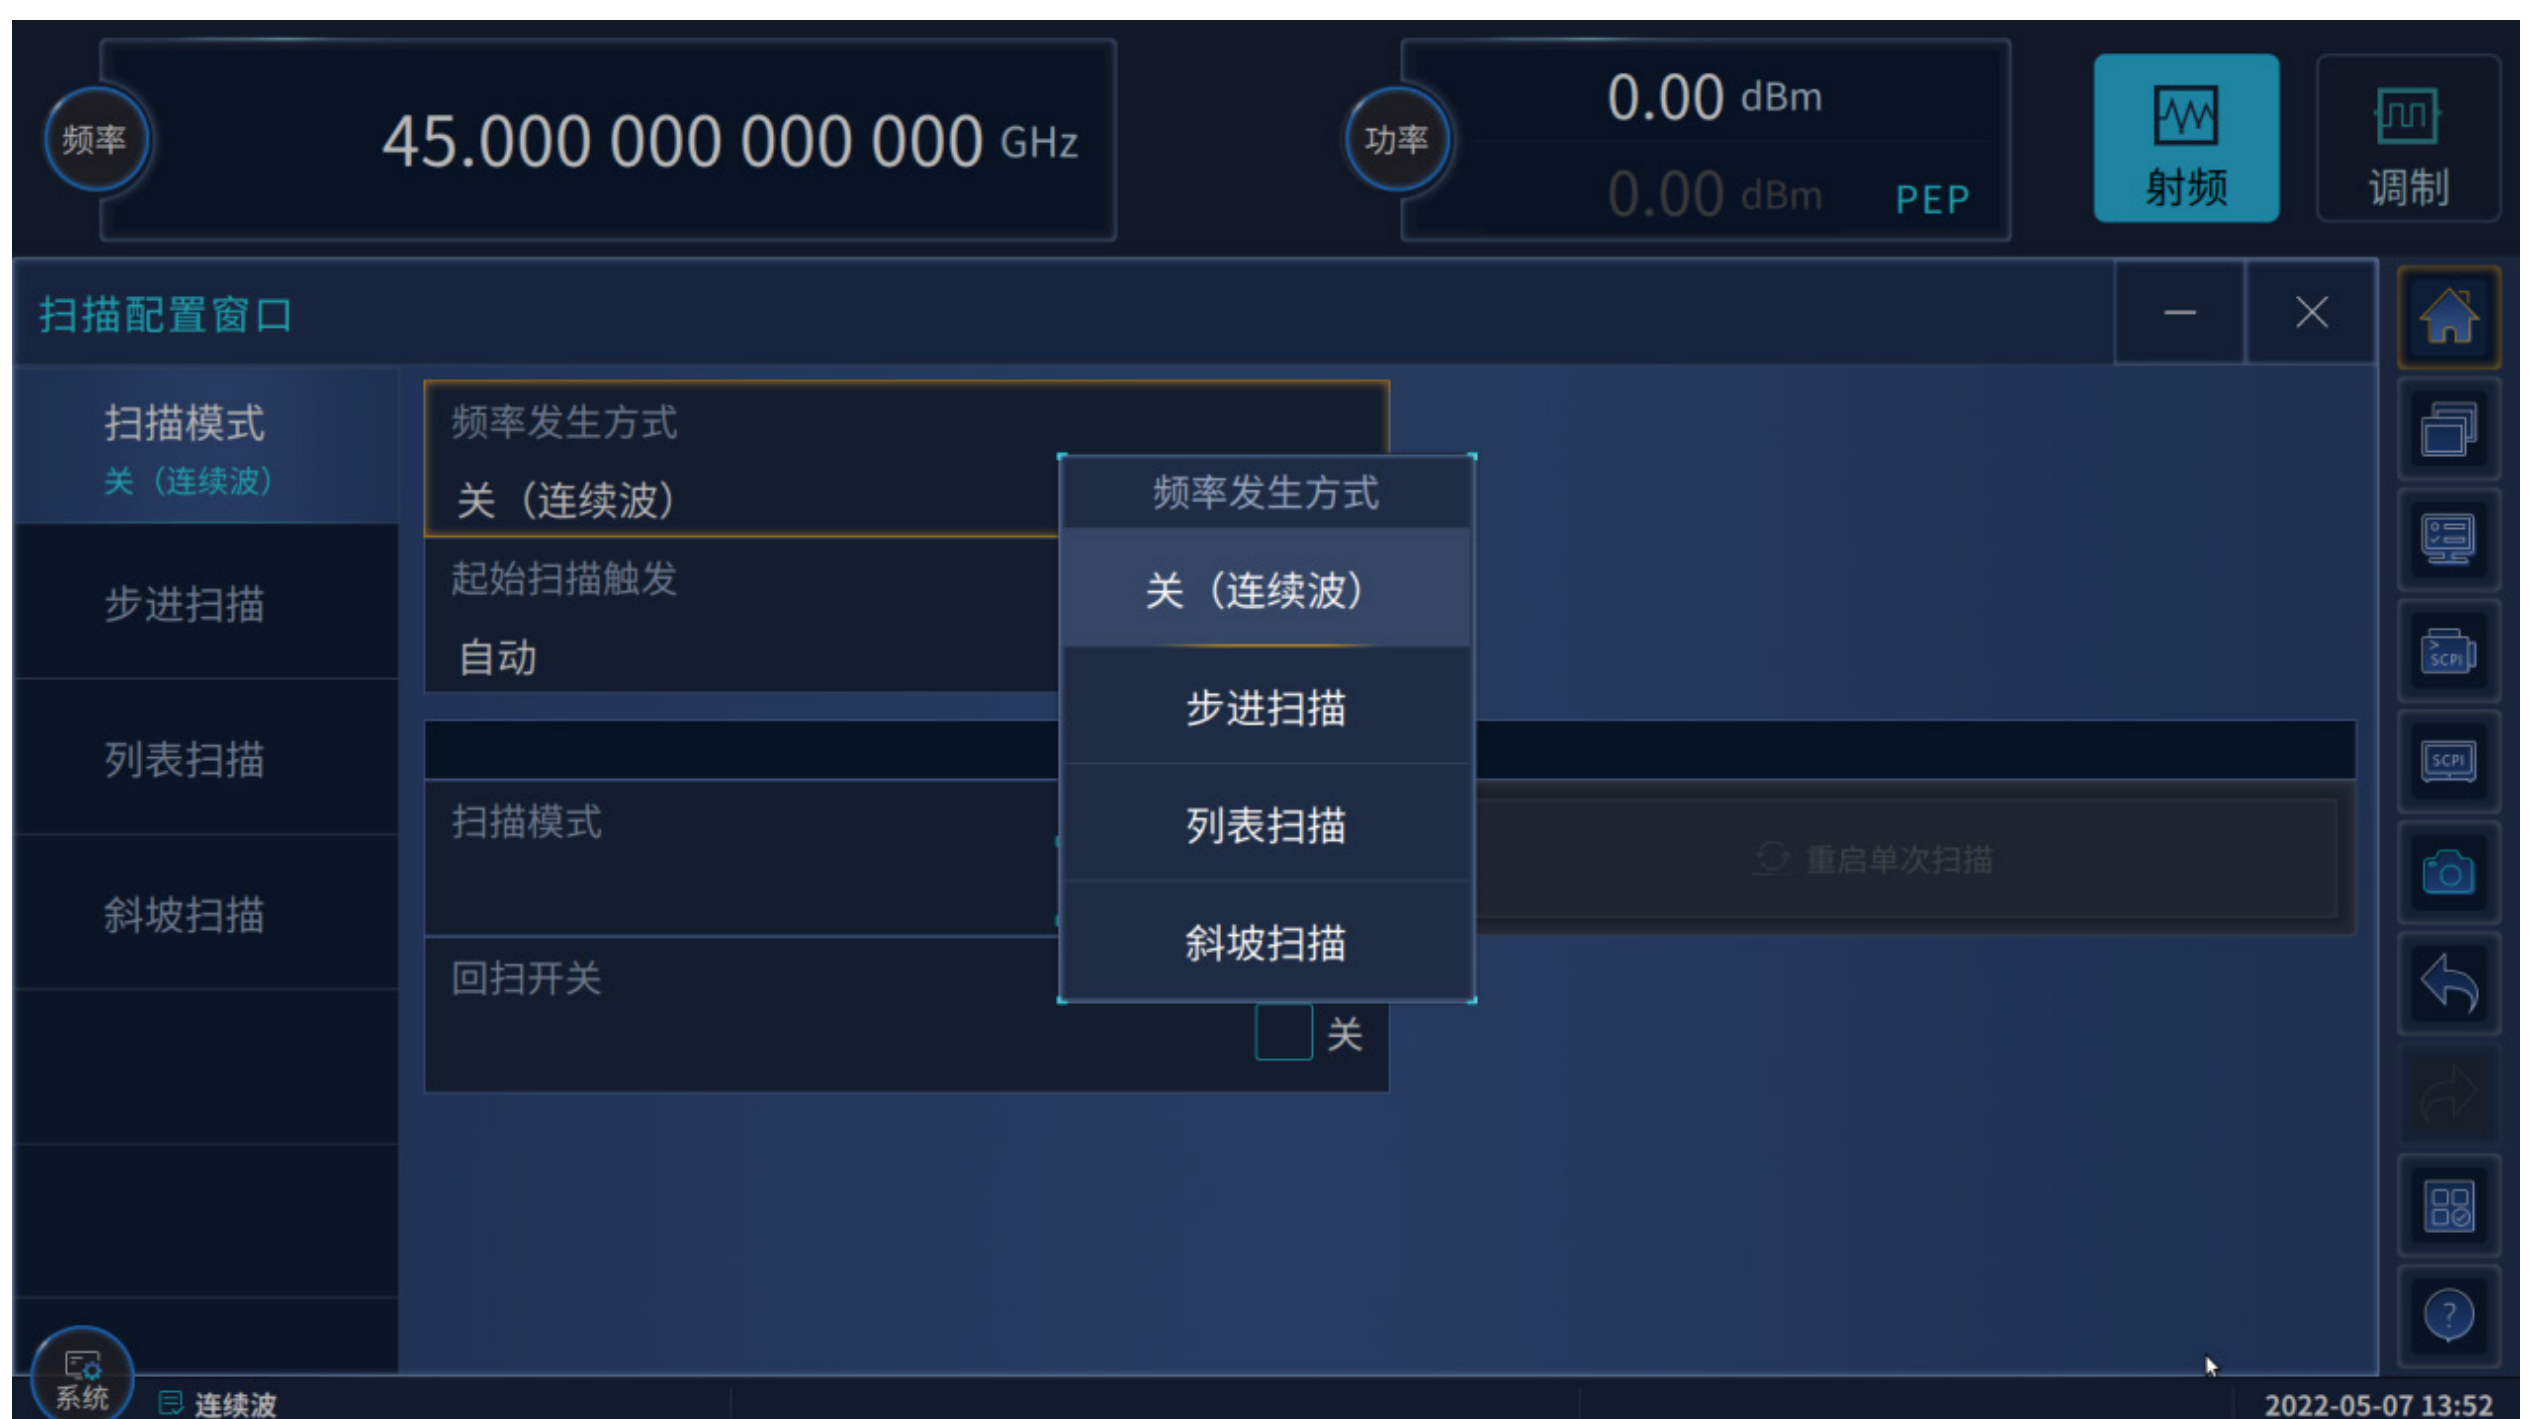 频率
45.000 000 000 000 GHz
功率
0.00 dBm
0.00 dBm PEP
射频
调制
扫描配置窗口
扫描模式
关（连续波）
步进扫描
列表扫描
斜坡扫描
频率发生方式
关（连续波）
起始扫描触发
自动
扫描模式
回扫开关
关
频率发生方式
关（连续波）
步进扫描
列表扫描
斜坡扫描
重启单次扫描
>
SCPI
SCPI
?
系统
连续波
2022-05-07 13:52